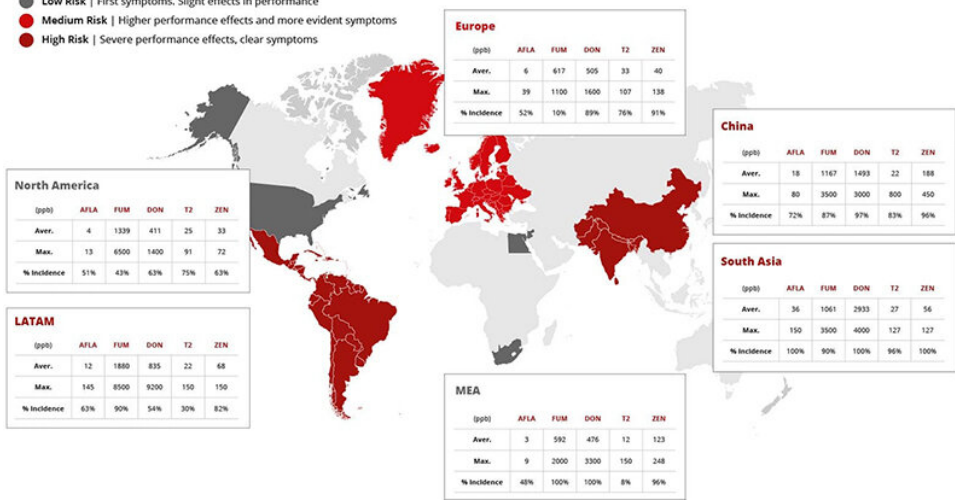 Low Risk | First symptoms. Slight effects in performance
Medium Risk | Higher performance effects and more evident symptoms
High Risk | Severe performance effects, clear symptoms
Europe
(ppb) AFLA FUM DON T2 ZEN
Aver. 6 617 505 33 40
Max. 39 1100 1600 107 138
% Incidence 52% 10% 89% 76% 91%
China
(ppb) AFLA FUM DON T2 ZEN
Aver. 18 1167 1493 22 188
Max. 80 3500 3000 800 450
% Incidence 72% 87% 97% 83% 96%
North America
(ppb) AFLA FUM DON T2 ZEN
Aver. 4 1339 411 25 33
Max. 13 6500 1400 91 72
% Incidence 51% 43% 63% 75% 63%
South Asia
(ppb) AFLA FUM DON T2 ZEN
Aver. 36 1061 2933 27 56
Max. 150 3500 4000 127 127
% Incidence 100% 90% 100% 96% 100%
LATAM
(ppb) AFLA FUM DON T2 ZEN
Aver. 12 1880 835 22 68
Max. 145 8500 9200 150 150
% Incidence 63% 90% 54% 30% 82%
MEA
(ppb) AFLA FUM DON T2 ZEN
Aver. 3 592 476 12 123
Max. 9 2000 3300 150 248
% Incidence 48% 100% 100% 8% 96%